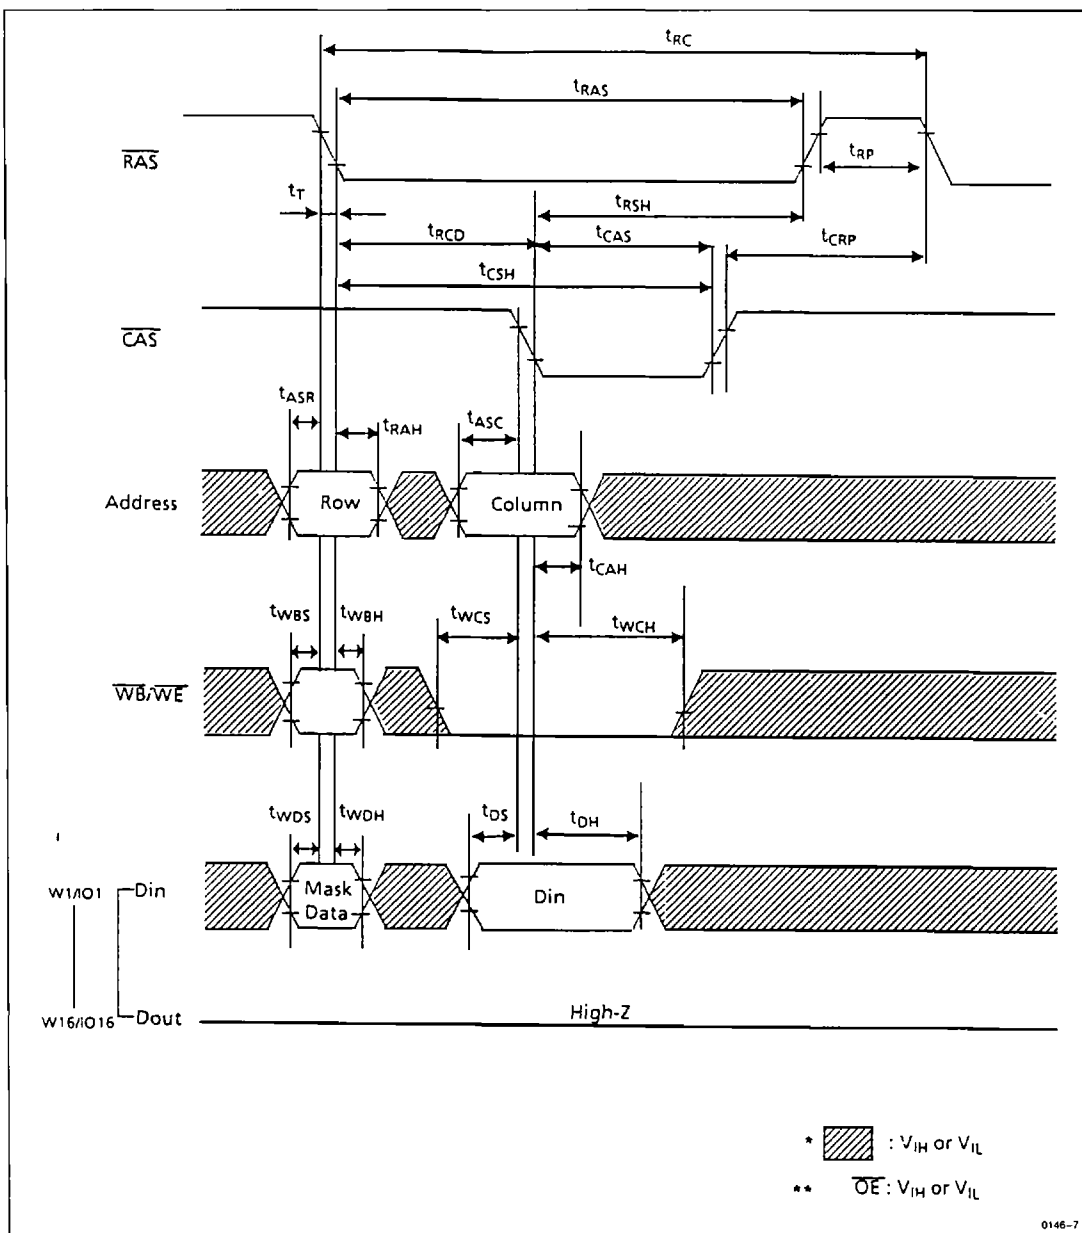 tRC
tRAS
RAS
tRP
tT
tRSH
tRCD
tCAS
tCRP
tCSH
CAS
tASR
tRAH
tASC
Address
Row
Column
tCAH
tWBS
tWBH
tWCS
tWCH
WB/WE
tWDS
tWDH
tDS
tDH
W1/IO1
Din
Mask
Data
Din
W16/IO16
Dout
High-Z
* : VIH or VIL
** OE : VIH or VIL
0146-7